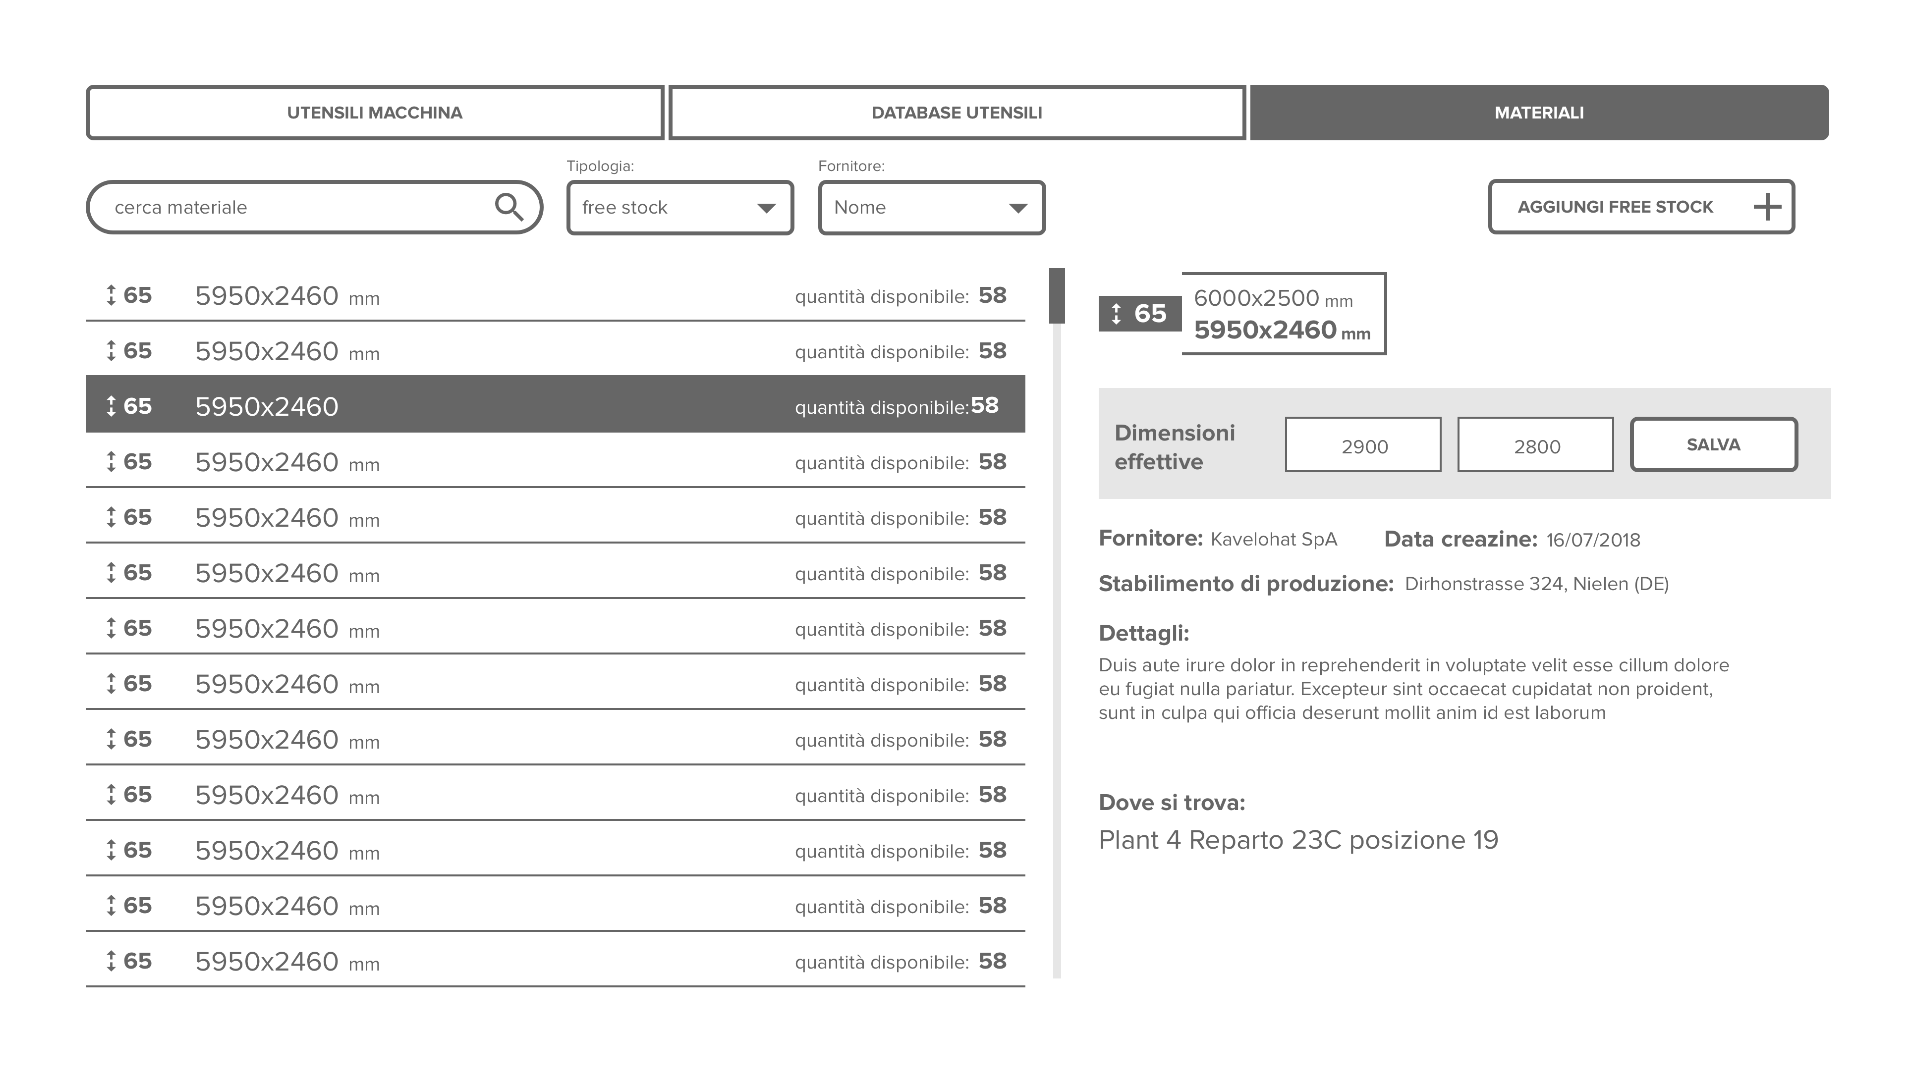 UTENSILI MACCHINA
DATABASE UTENSILI
MATERIALI
Tipologia:
Fornitore:
cerca materiale
free stock
Nome
AGGIUNGI FREE STOCK
65 5950x2460 mm quantità disponibile: 58
65 5950x2460 mm quantità disponibile: 58
65 5950x2460 quantità disponibile:58
65 5950x2460 mm quantità disponibile: 58
65 5950x2460 mm quantità disponibile: 58
65 5950x2460 mm quantità disponibile: 58
65 5950x2460 mm quantità disponibile: 58
65 5950x2460 mm quantità disponibile: 58
65 5950x2460 mm quantità disponibile: 58
65 5950x2460 mm quantità disponibile: 58
65 5950x2460 mm quantità disponibile: 58
65 5950x2460 mm quantità disponibile: 58
65 5950x2460 mm quantità disponibile: 58
65
6000x2500 mm
5950x2460 mm
Dimensioni
effettive
2900
2800
SALVA
Fornitore: Kavelohat SpA
Data creazine: 16/07/2018
Stabilimento di produzione: Dirhonstrasse 324, Nielen (DE)
Dettagli:
Duis aute irure dolor in reprehenderit in voluptate velit esse cillum dolore
eu fugiat nulla pariatur. Excepteur sint occaecat cupidatat non proident,
sunt in culpa qui officia deserunt mollit anim id est laborum
Dove si trova:
Plant 4 Reparto 23C posizione 19